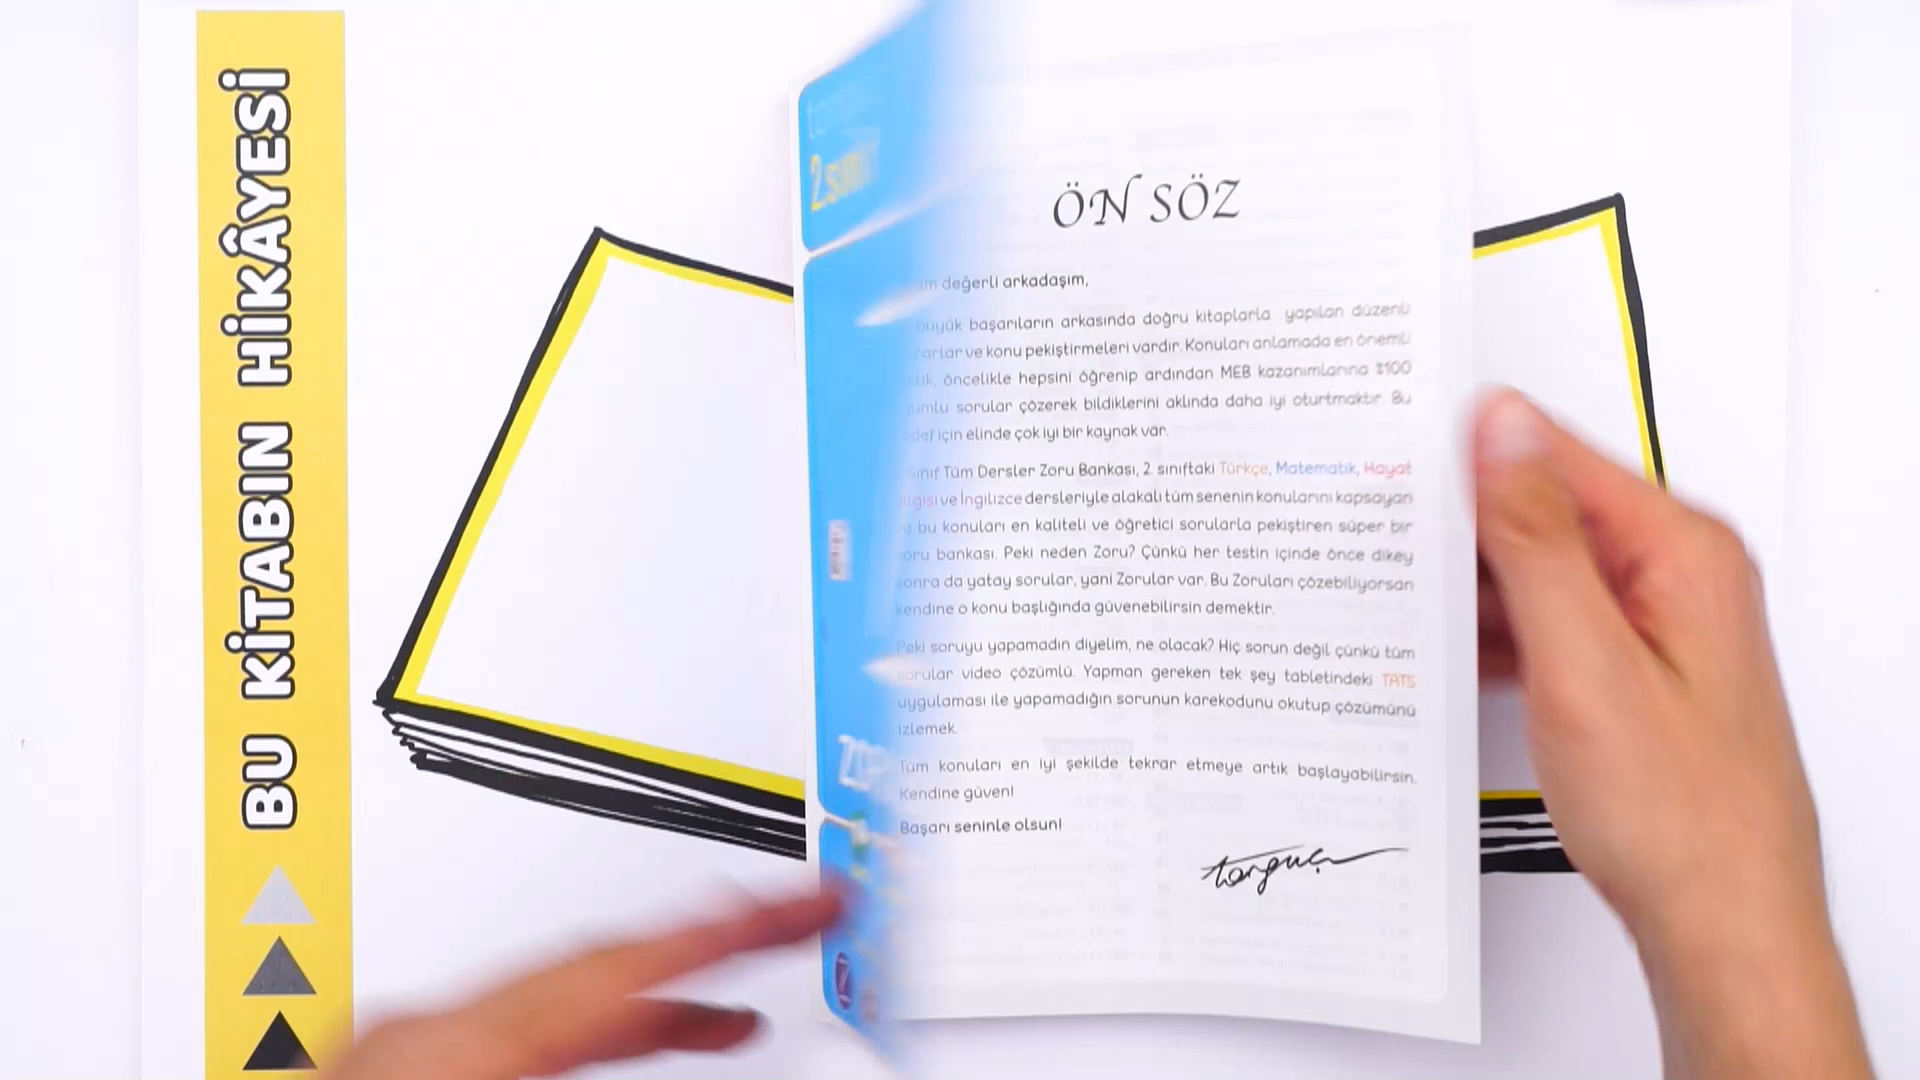 BU KİTABIN HİKÂYESİ
2.sınıf
ÖN SÖZ
değerli arkadaşım,
büyük başarıların arkasında doğru kitaplarla yapılan düzenli
ve konu pekiştirmeleri vardır. Konuları anlamada en önemli
öncelikle hepsini öğrenip ardından MEB kazanımlarına %100
sorular çözerek bildiklerini aklında daha iyi oturtmaktır. Bu
için elinde çok iyi bir kaynak var.
Sınıf Tüm Dersler Zoru Bankası, 2. sınıftaki Türkçe, Matematik, Hayat
ve İngilizce dersleriyle alakalı tüm senenin konularını kapsayan
bu konuları en kaliteli ve öğretici sorularla pekiştiren süper bir
bankası. Peki neden Zoru? Çünkü her testin içinde önce dikey
sonra da yatay sorular, yani Zorular var. Bu Zoruları çözebiliyorsan
kendine o konu başlığında güvenebilirsin demektir.
Peki soruyu yapamadın diyelim, ne olacak? Hiç sorun değil çünkü tüm
sorular video çözümlü. Yapman gereken tek şey tabletindeki TATS
uygulaması ile yapamadığın sorunun karekodunu okutup çözümünü
izlemek.
Tüm konuları en iyi şekilde tekrar etmeye artık başlayabilirsin.
Kendine güven!
Başarı seninle olsun!
tonguç